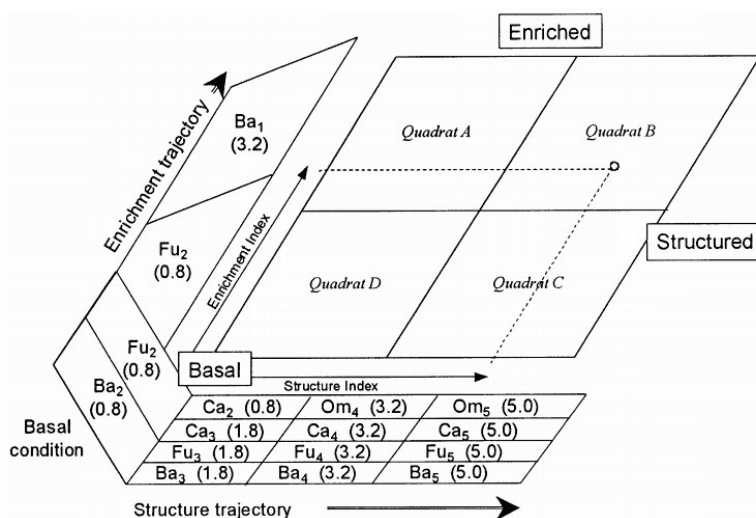 Enriched
Enrichment trajectory
Ba1
(3.2)
Quadrat A
Quadrat B
Enrichment Index
Fu2
(0.8)
Structured
Quadrat D
Quadrat C
Fu2
(0.8)
Basal
Ba2
(0.8)
Structure Index
Basal
condition
Ca2 (0.8) Om4 (3.2) Om5 (5.0)
Ca3 (1.8) Ca4 (3.2) Ca5 (5.0)
Fu3 (1.8) Fu4 (3.2) Fu5 (5.0)
Ba3 (1.8) Ba4 (3.2) Ba5 (5.0)
Structure trajectory